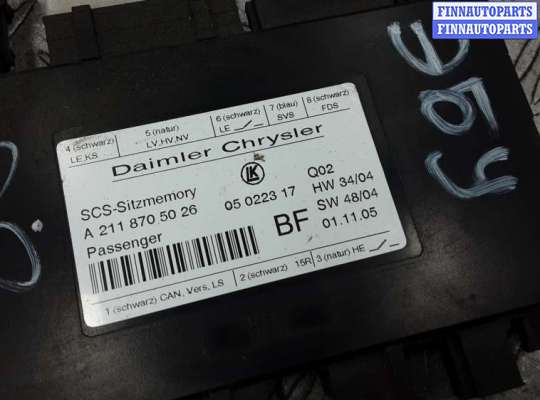 FINNAUTOPARTS
FINNAUTOPARTS
4 (schwarz) 5 (natur) 6 (schwarz) 7 (blau) 8 (schwarz)
LE,KS LV,HV,NV LE SVS FDS
Daimler Chrysler
SCS-Sitzmemory LK Q02
A 211 870 50 26 05 0223 17 HW 34/04
Passenger BF SW 48/04
01.11.05
1 (schwarz) CAN, Vers, LS 2 (schwarz) 15R 3 (natur) HE